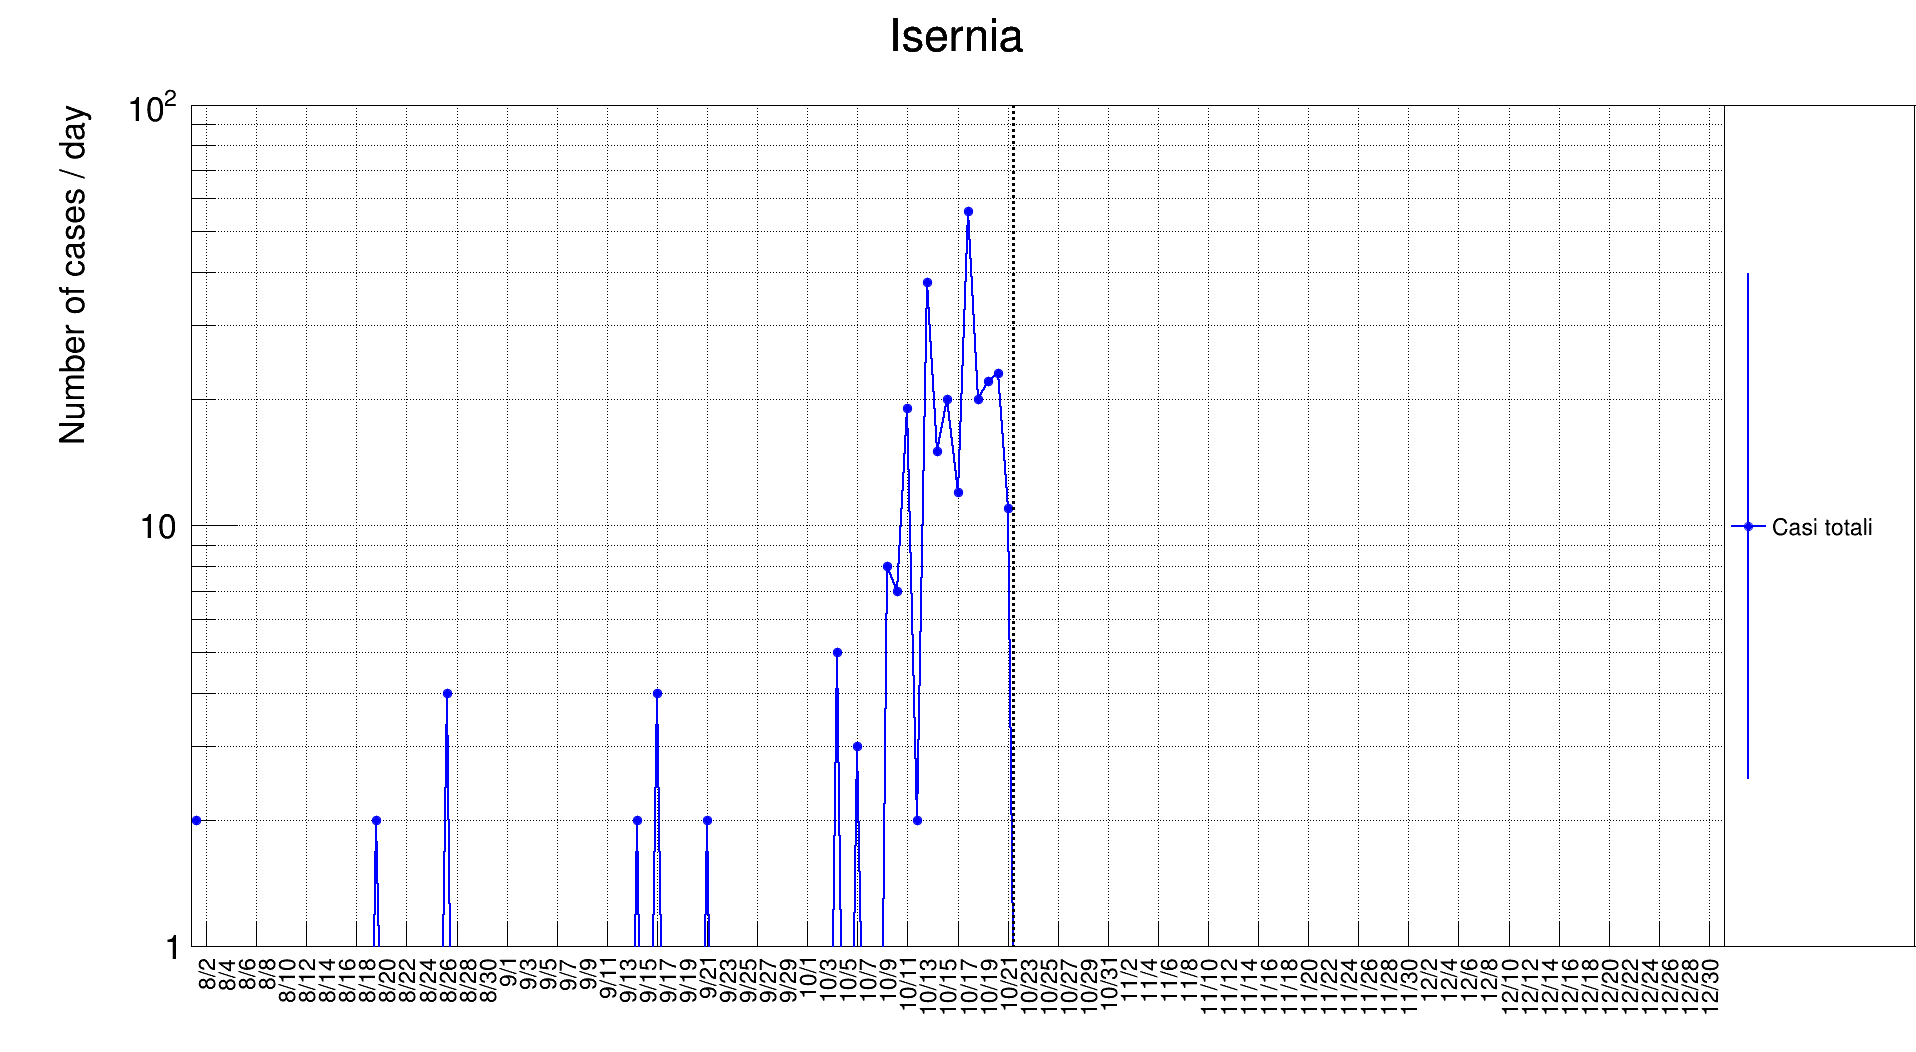 Isernia
Number of cases / day
10²
10
1
8/2 8/4 8/6 8/8 8/10 8/12 8/14 8/16 8/18 8/20 8/22 8/24 8/26 8/28 8/30 9/1 9/3 9/5 9/7 9/9 9/11 9/13 9/15 9/17 9/19 9/21 9/23 9/25 9/27 9/29 10/1 10/3 10/5 10/7 10/9 10/11 10/13 10/15 10/17 10/19 10/21 10/23 10/25 10/27 10/29 10/31 11/2 11/4 11/6 11/8 11/10 11/12 11/14 11/16 11/18 11/20 11/22 11/24 11/26 11/28 11/30 12/2 12/4 12/6 12/8 12/10 12/12 12/14 12/16 12/18 12/20 12/22 12/24 12/26 12/28 12/30
Casi totali